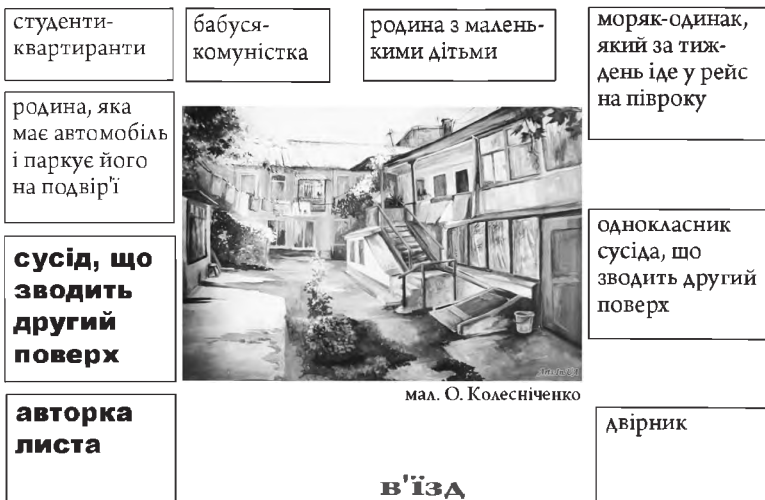 студенти-
квартиранти
бабуся-
комуністка
родина з малень-
кими дітьми
моряк-одинак,
який за тиж-
день іде у рейс
на півроку
родина, яка
має автомобіль
і паркує його
на подвір'ї
однокласник
сусіда, що
зводить другий
поверх
сусід, що
зводить
другий
поверх
мал. О. Колесніченко
авторка
листа
двірник
в'їзд